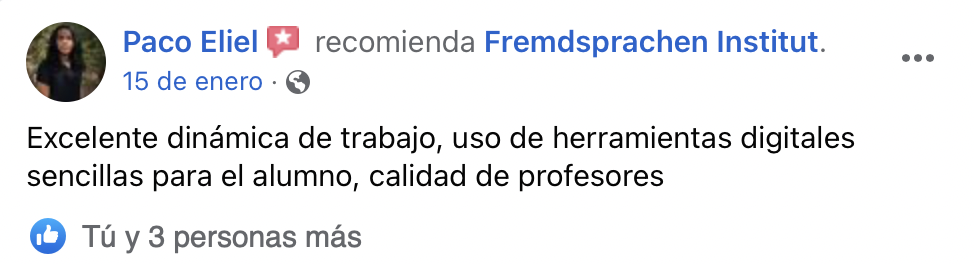 Paco Eliel recomienda Fremdsprachen Institut.
15 de enero ·
Excelente dinámica de trabajo, uso de herramientas digitales
sencillas para el alumno, calidad de profesores
Tú y 3 personas más